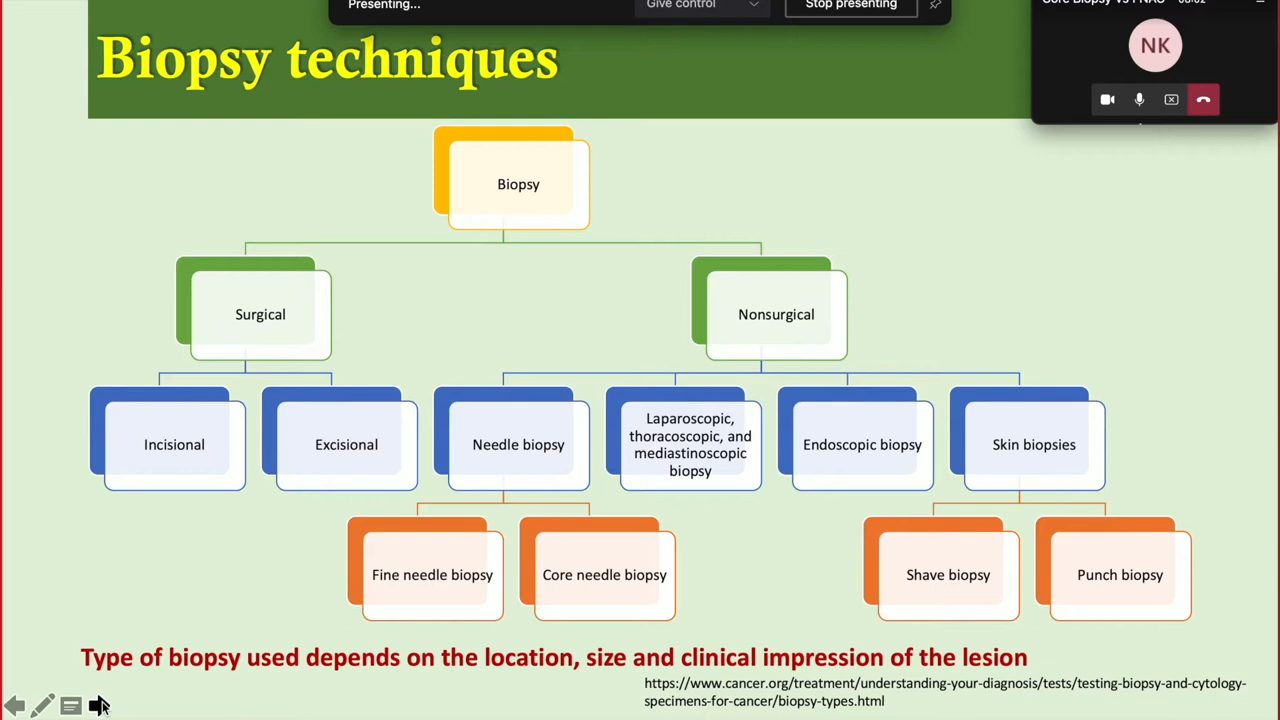 Presenting...
Give control
Stop presenting
Biopsy techniques
NK
Biopsy
Surgical
Nonsurgical
Incisional
Excisional
Needle biopsy
Laparoscopic,
thoracoscopic, and
mediastinoscopic
biopsy
Endoscopic biopsy
Skin biopsies
Fine needle biopsy
Core needle biopsy
Shave biopsy
Punch biopsy
Type of biopsy used depends on the location, size and clinical impression of the lesion
https://www.cancer.org/treatment/understanding-your-diagnosis/tests/testing-biopsy-and-cytology-
specimens-for-cancer/biopsy-types.html